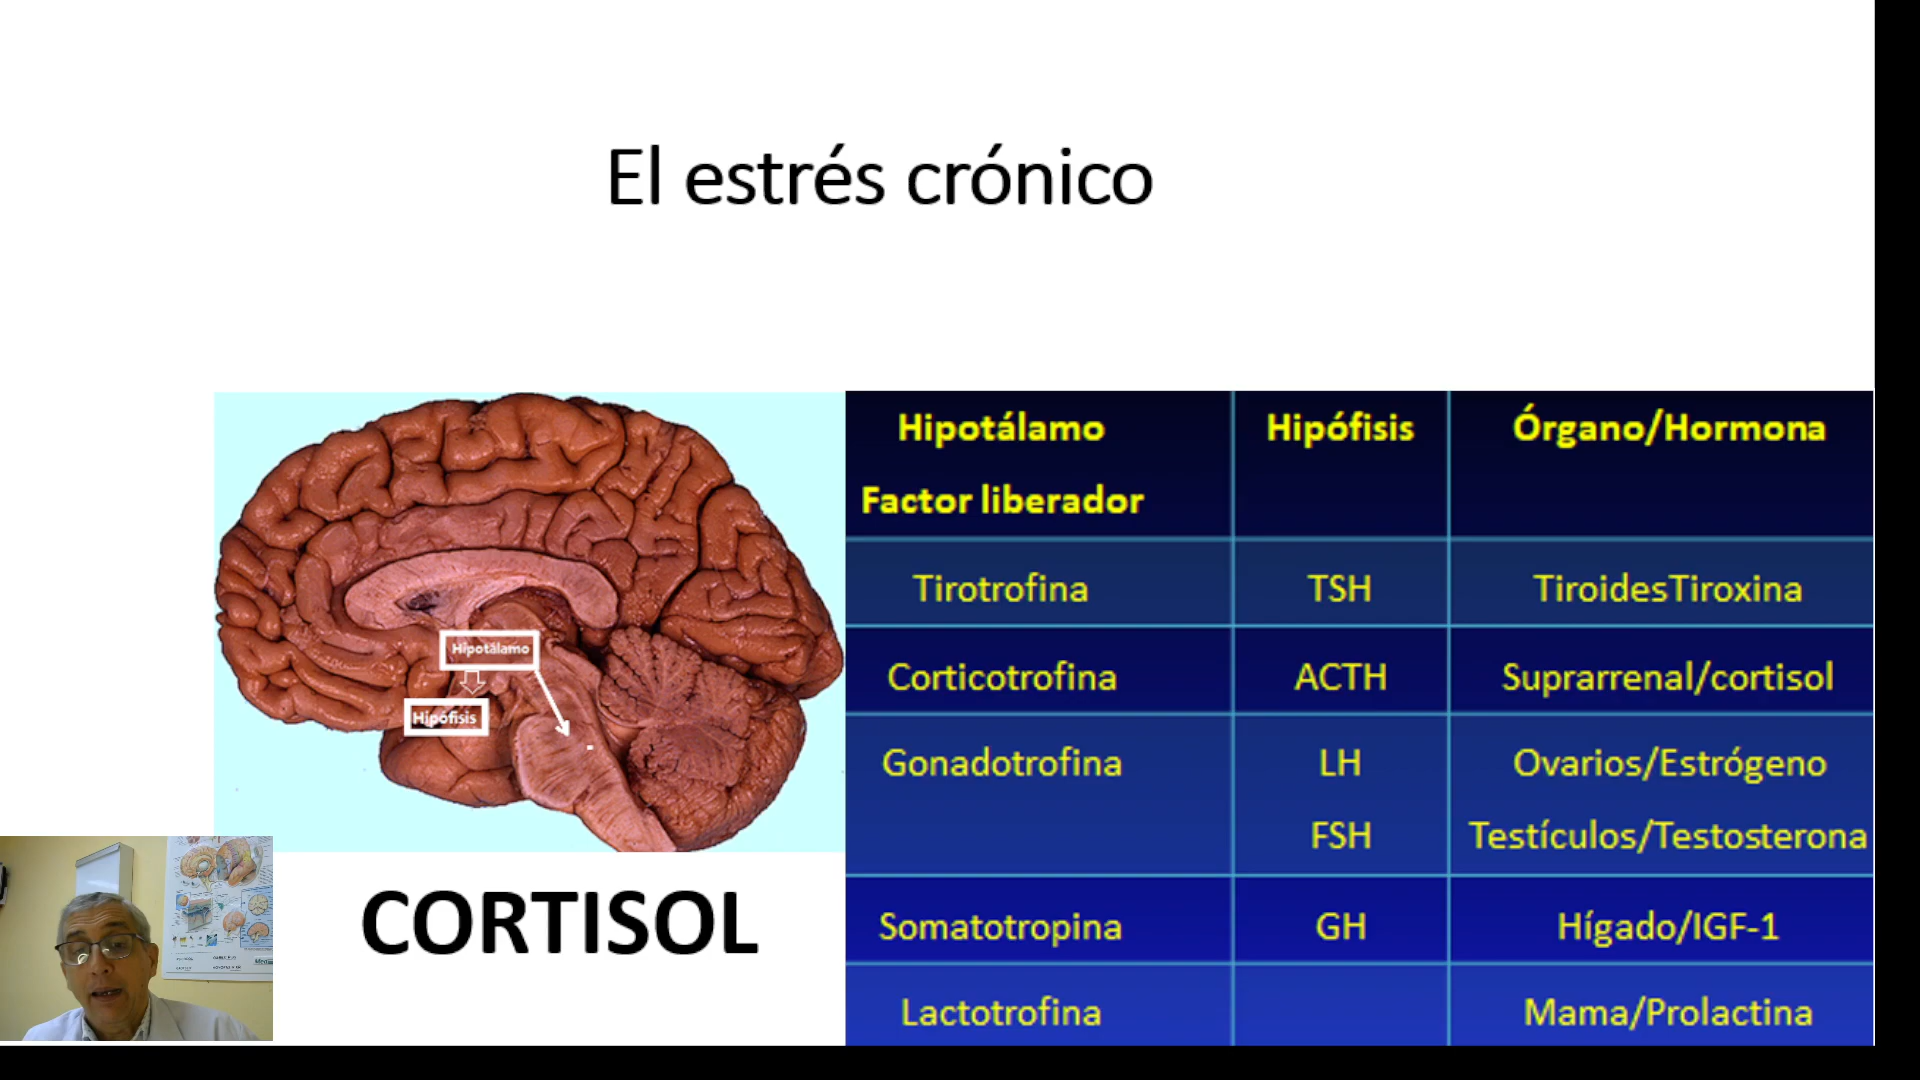 El estrés crónico
Hipotálamo
Hipófisis
CORTISOL
Hipotálamo Hipófisis Órgano/Hormona
Factor liberador
Tirotrofina TSH TiroidesTiroxina
Corticotrofina ACTH Suprarrenal/cortisol
Gonadotrofina LH Ovarios/Estrógeno
FSH Testículos/Testosterona
Somatotropina GH Hígado/IGF-1
Lactotrofina Mama/Prolactina